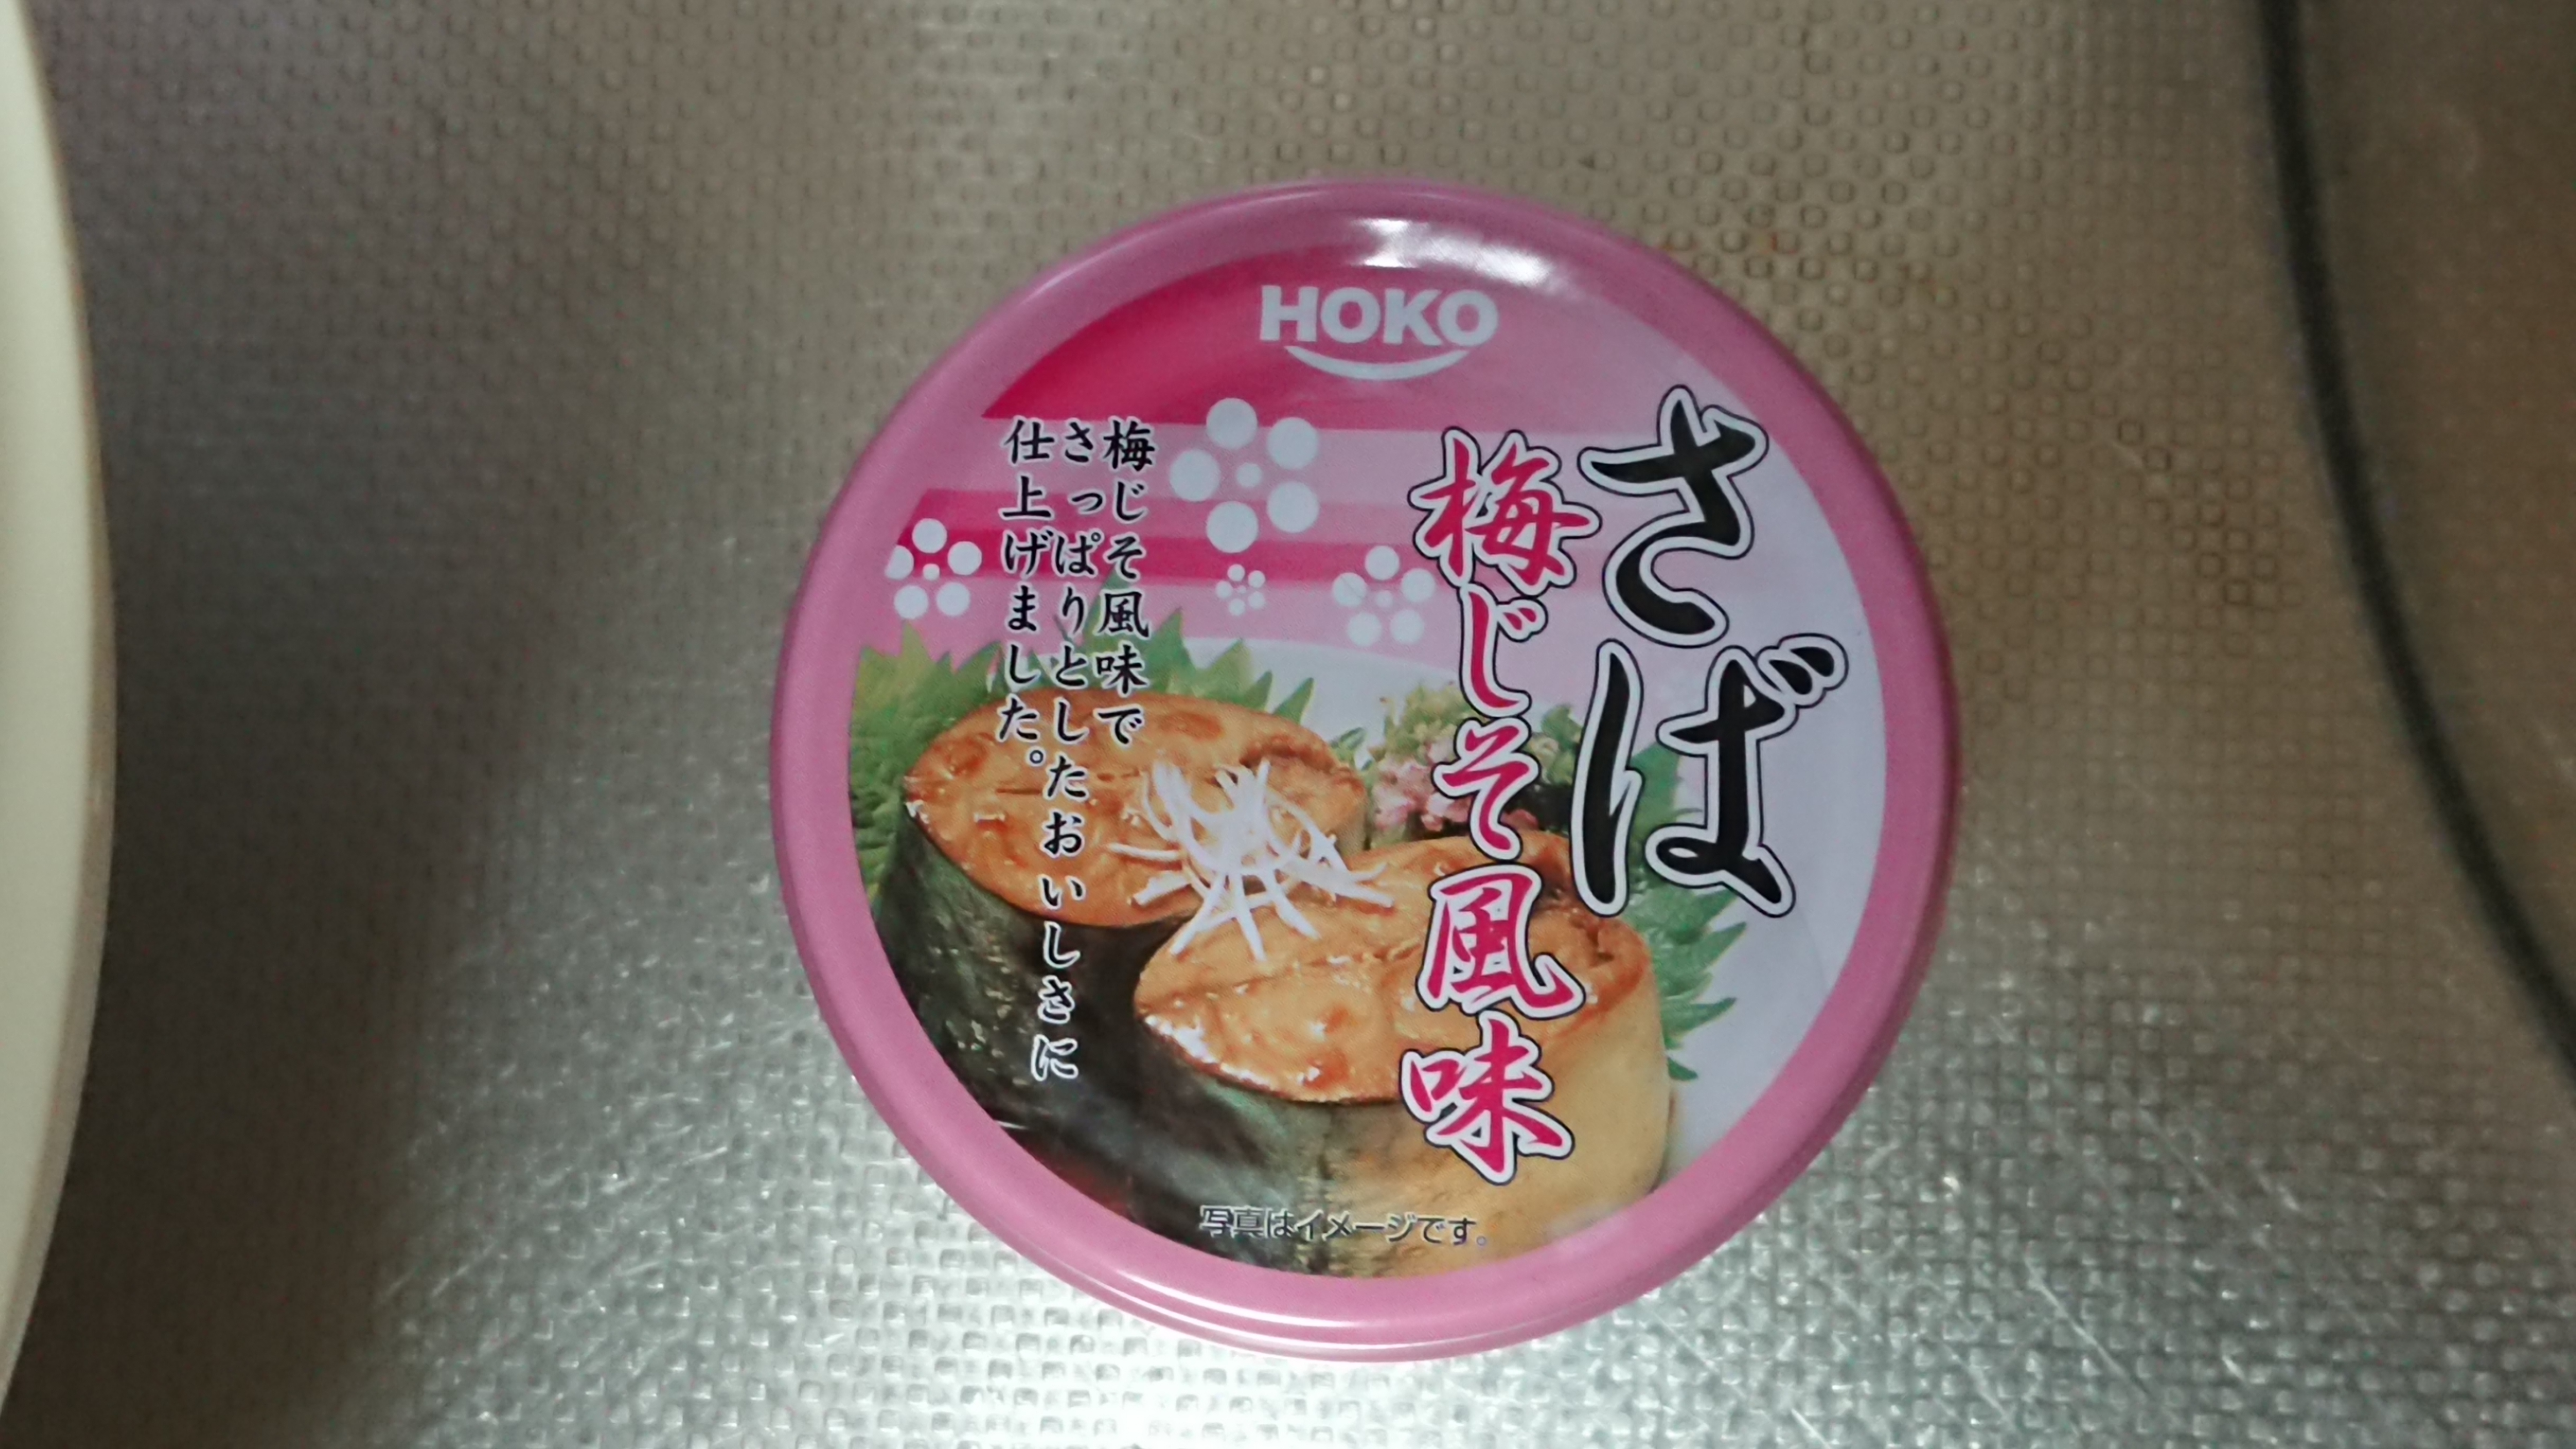 HOKO
さば
梅じそ風味
梅じそ風味で
さっぱりとしたおいしさに
仕上げました。
写真はイメージです。